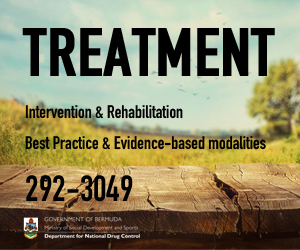 TREATMENT
Intervention & Rehabilitation
Best Practice & Evidence-based modalities
292-3049
GOVERNMENT OF BERMUDA
Ministry of Social Development and Sports
Department for National Drug Control